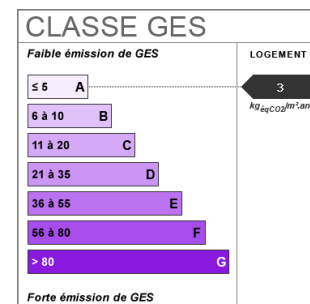 CLASSE GES
Faible émission de GES
LOGEMENT
≤ 5 A
3
kgéqCO2/m².an
6 à 10 B
11 à 20 C
21 à 35 D
36 à 55 E
56 à 80 F
> 80 G
Forte émission de GES